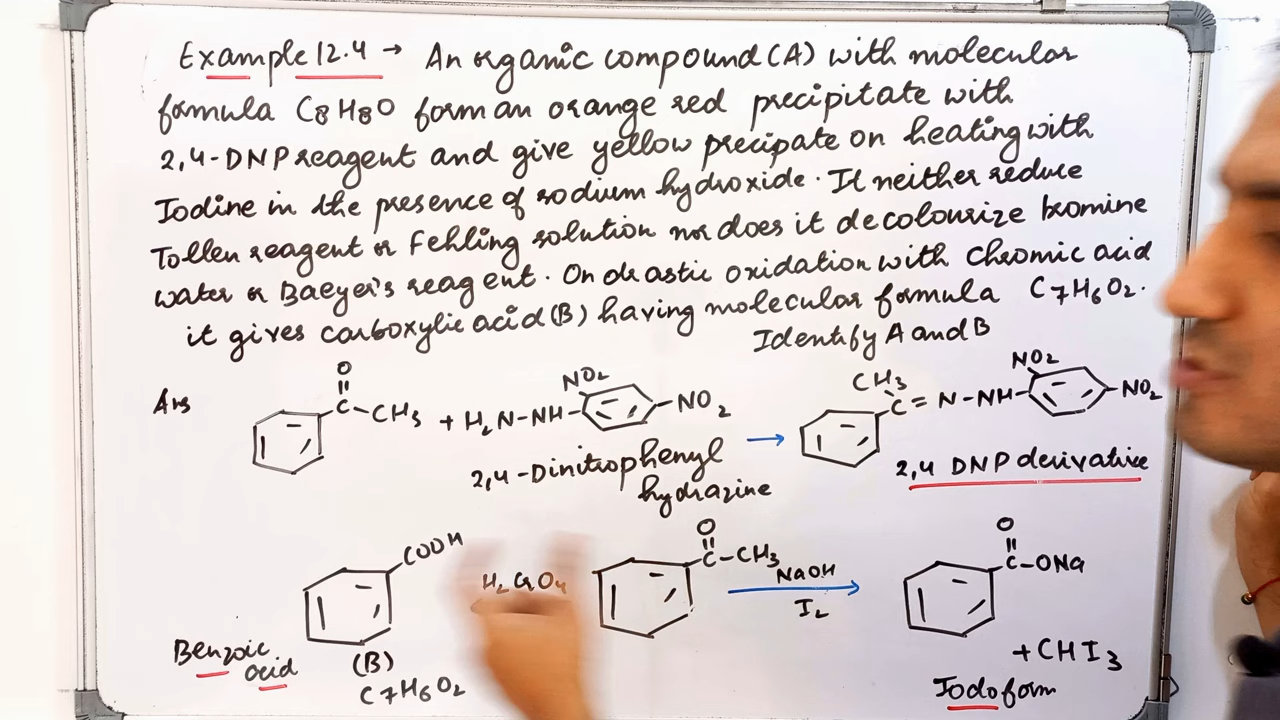 Example 12.4 → An organic compound (A) with molecular
formula C8H8O form an orange red precipitate with
2,4-DNP reagent and give yellow precipate on heating with
Iodine in the presence of sodium hydroxide. It neither reduce
Tollen reagent or Fehling solution nor does it decolourize bromine
water or Baeyer's reagent. On drastic oxidation with chromic acid
it gives carboxylic acid (B) having molecular formula C7H6O2.
Identify A and B
Ans
O
C-CH3 + H2N-NH
NO2
NO2
CH3
C = N-NH
NO2
NO2
2,4-Dinitrophenyl
hydrazine
2,4 DNP derivative
COOH
H2CrO4
O
C-CH3
NaOH
I2
O
C-ONa
Benzoic
acid
(B)
C7H6O2
+ CHI3
Iodoform